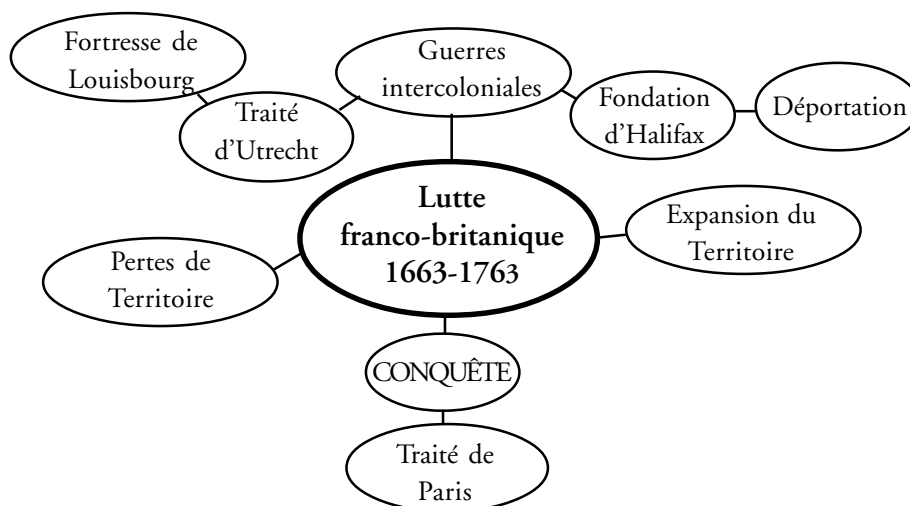 Fortresse de
Louisbourg
Guerres
intercoloniales
Traité
d'Utrecht
Fondation
d'Halifax
Déportation
Lutte
franco-britanique
1663-1763
Expansion du
Territoire
Pertes de
Territoire
CONQUÊTE
Traité de
Paris